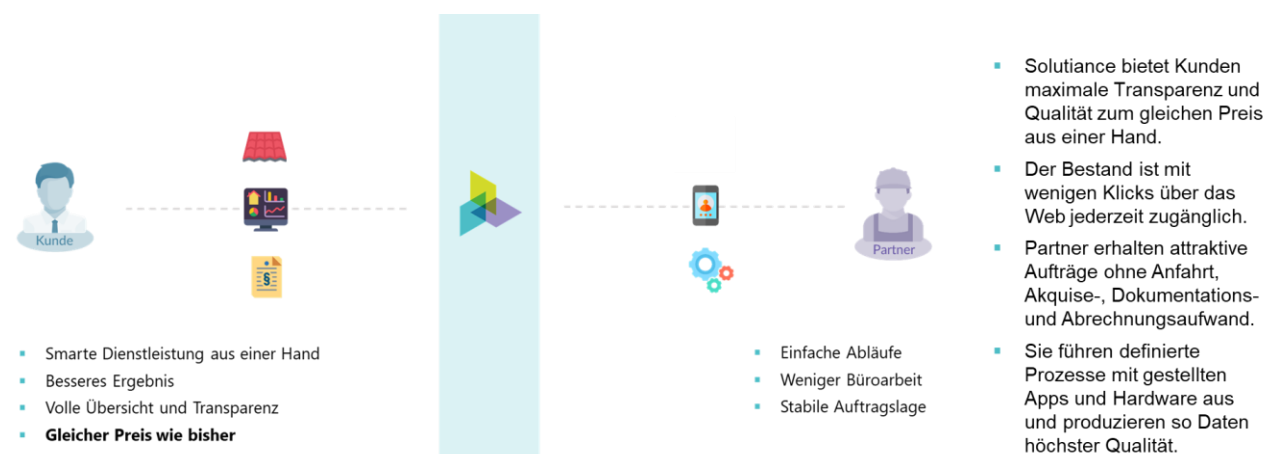 Kunde
§
Partner
Smarte Dienstleistung aus einer Hand
Besseres Ergebnis
Volle Übersicht und Transparenz
Gleicher Preis wie bisher
Einfache Abläufe
Weniger Büroarbeit
Stabile Auftragslage
Solutiance bietet Kunden
maximale Transparenz und
Qualität zum gleichen Preis
aus einer Hand.
Der Bestand ist mit
wenigen Klicks über das
Web jederzeit zugänglich.
Partner erhalten attraktive
Aufträge ohne Anfahrt,
Akquise-, Dokumentations-
und Abrechnungsaufwand.
Sie führen definierte
Prozesse mit gestellten
Apps und Hardware aus
und produzieren so Daten
höchster Qualität.